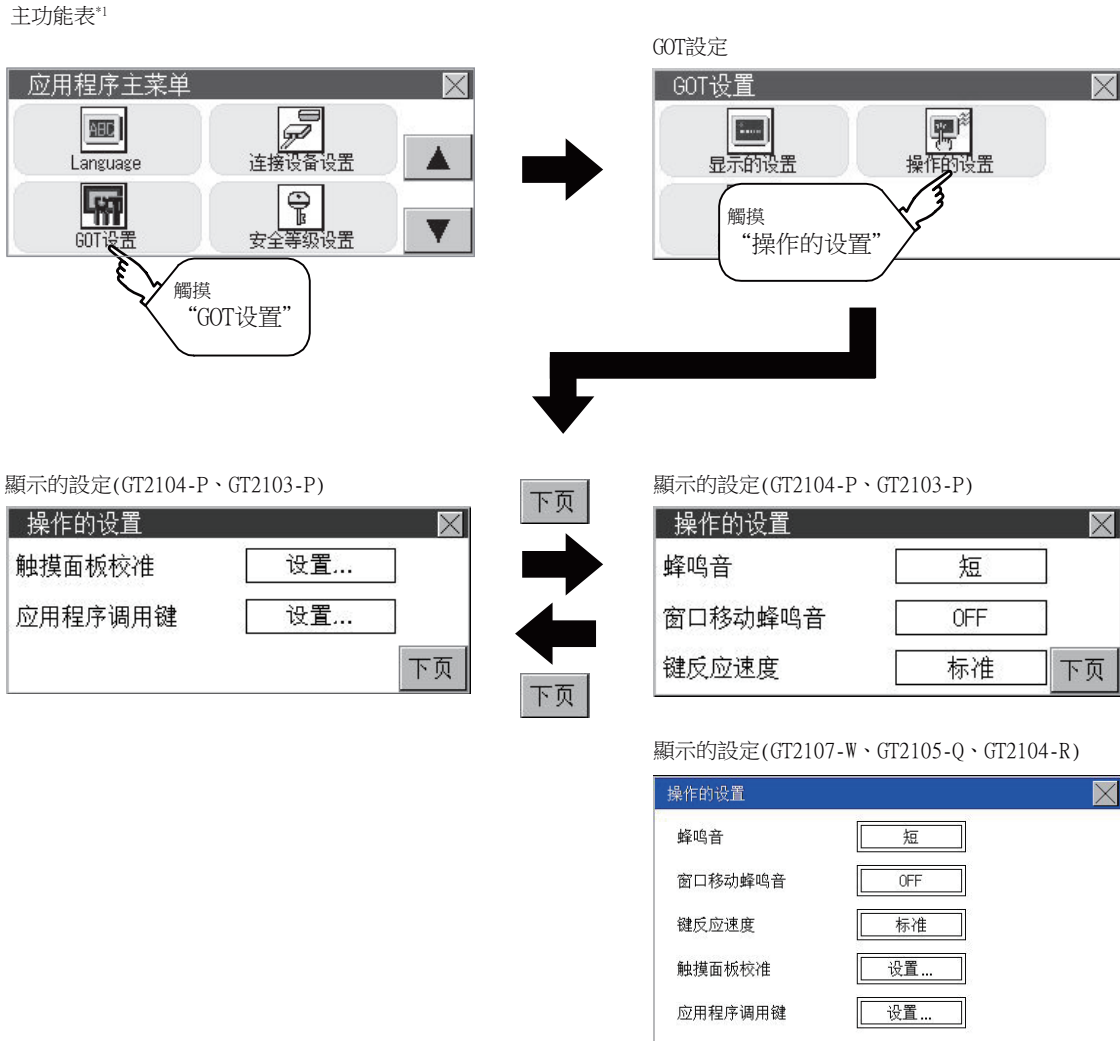 主功能表*1
应用程序主菜单
Language
连接设备设置
GOT设置
安全等级设置
觸摸
“GOT设置”
GOT設定
GOT设置
显示的设置
操作的设置
觸摸
“操作的设置”
顯示的設定(GT2104-P、GT2103-P)
操作的设置
触摸面板校准
设置...
应用程序调用键
设置...
下页
下页
下页
顯示的設定(GT2104-P、GT2103-P)
操作的设置
蜂鸣音
短
窗口移动蜂鸣音
OFF
键反应速度
标准
下页
顯示的設定(GT2107-W、GT2105-Q、GT2104-R)
操作的设置
蜂鸣音
短
窗口移动蜂鸣音
OFF
键反应速度
标准
触摸面板校准
设置...
应用程序调用键
设置...